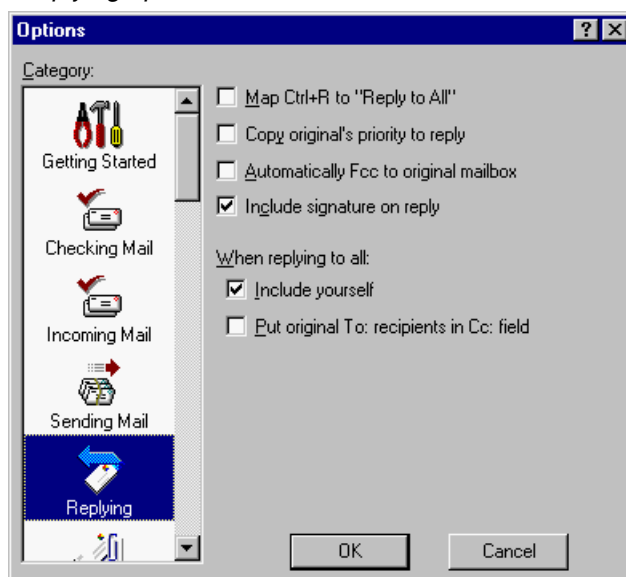 Options
Category:
Getting Started
Checking Mail
Incoming Mail
Sending Mail
Replying
Map Ctrl+R to "Reply to All"
Copy original's priority to reply
Automatically Fcc to original mailbox
Include signature on reply
When replying to all:
Include yourself
Put original To: recipients in Cc: field
OK
Cancel